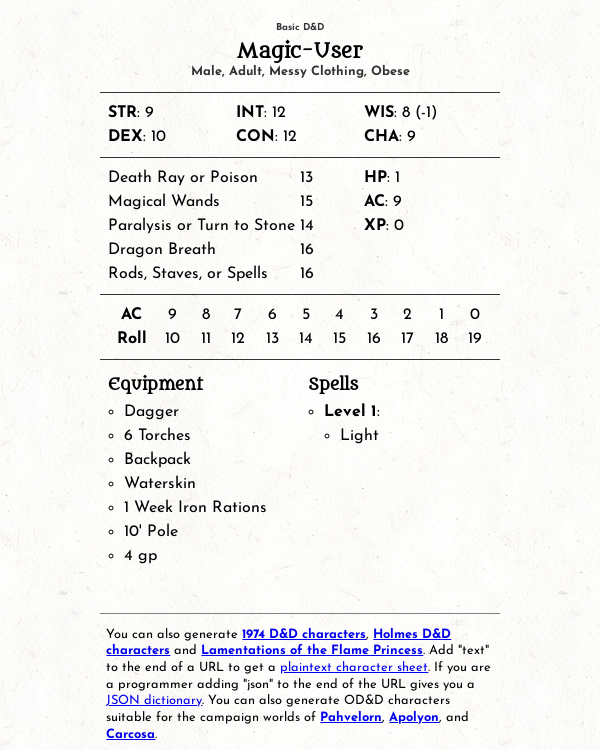 Basic D&D
Magic-User
Male, Adult, Messy Clothing, Obese
STR: 9 INT: 12 WIS: 8 (-1)
DEX: 10 CON: 12 CHA: 9
Death Ray or Poison 13 HP: 1
Magical Wands 15 AC: 9
Paralysis or Turn to Stone 14 XP: 0
Dragon Breath 16
Rods, Staves, or Spells 16
AC 9 8 7 6 5 4 3 2 1 0
Roll 10 11 12 13 14 15 16 17 18 19
Equipment
◦ Dagger
◦ 6 Torches
◦ Backpack
◦ Waterskin
◦ 1 Week Iron Rations
◦ 10' Pole
◦ 4 gp
Spells
◦ Level 1:
◦ Light
You can also generate 1974 D&D characters, Holmes D&D
characters and Lamentations of the Flame Princess. Add "text"
to the end of a URL to get a plaintext character sheet. If you are
a programmer adding "json" to the end of the URL gives you a
JSON dictionary. You can also generate OD&D characters
suitable for the campaign worlds of Pahvelorn, Apolyon, and
Carcosa.